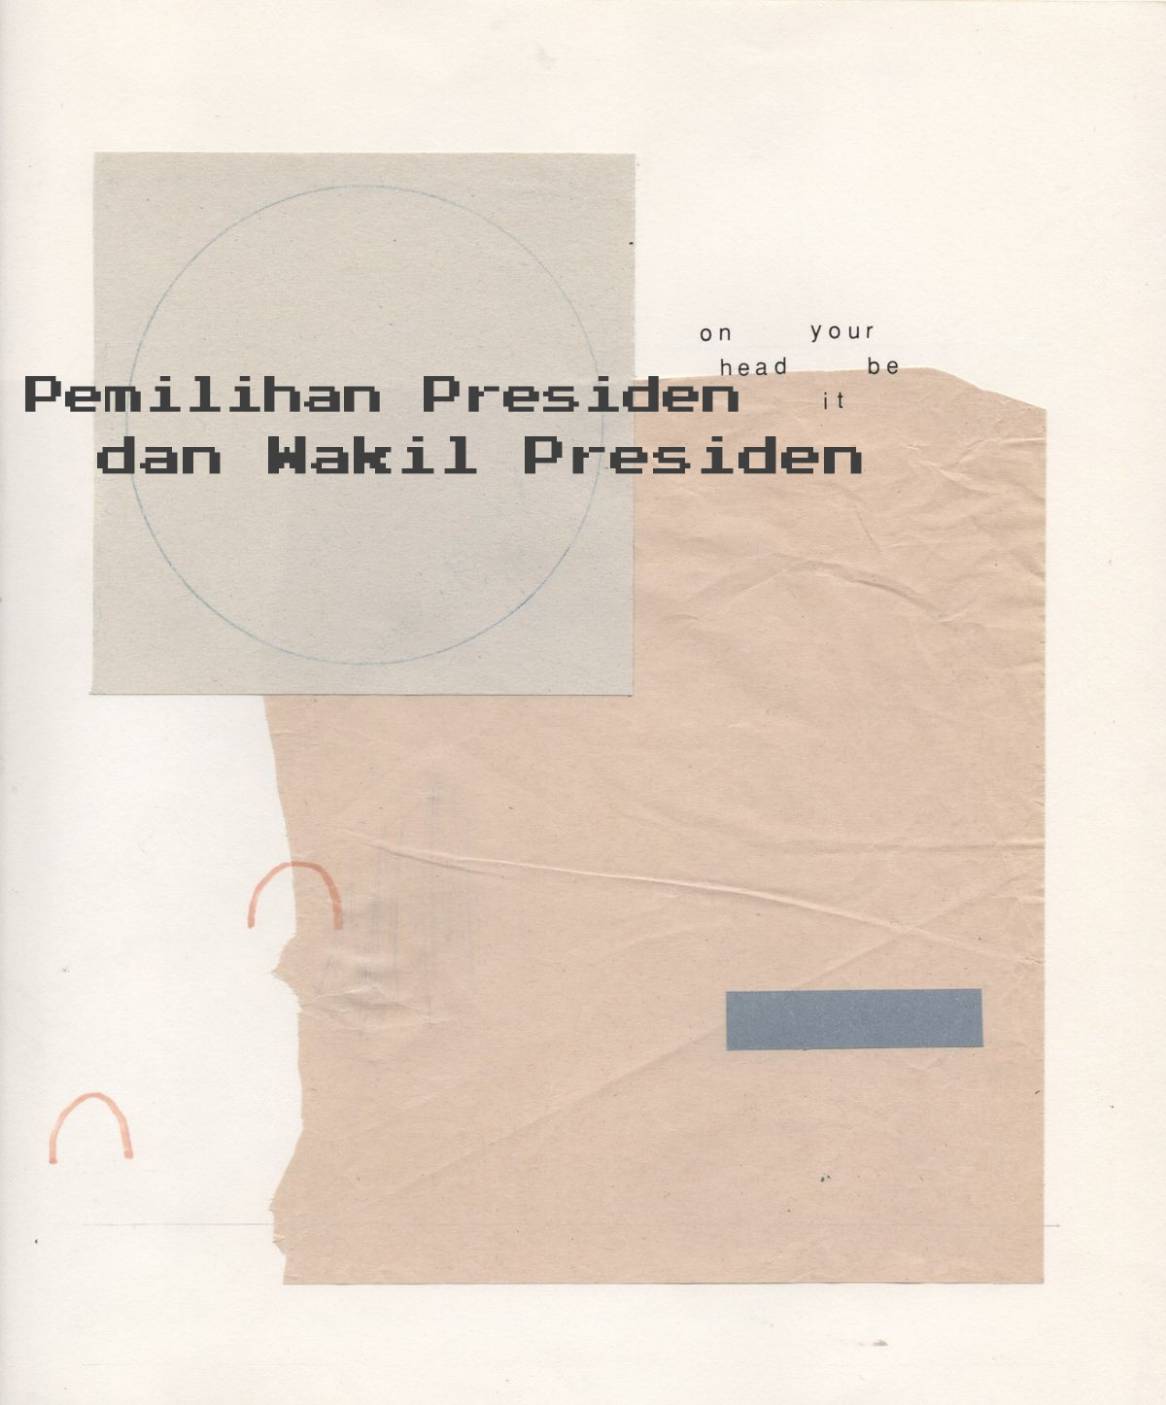 on your
head be
it
Pemilihan Presiden
dan Wakil Presiden